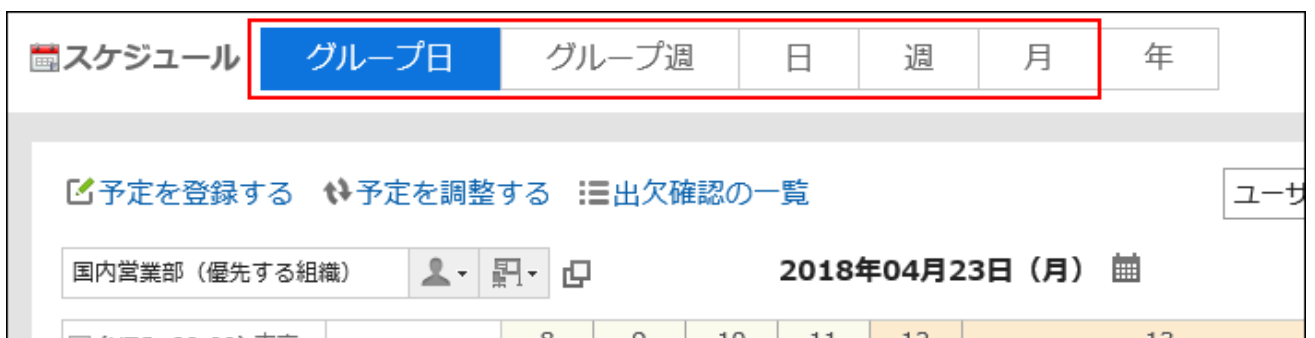 スケジュール グループ日 グループ週 日 週 月 年
予定を登録する 予定を調整する 出欠確認の一覧
ユーサ
国内営業部（優先する組織） 2018年04月23日（月）
8 9 10 11 12 13